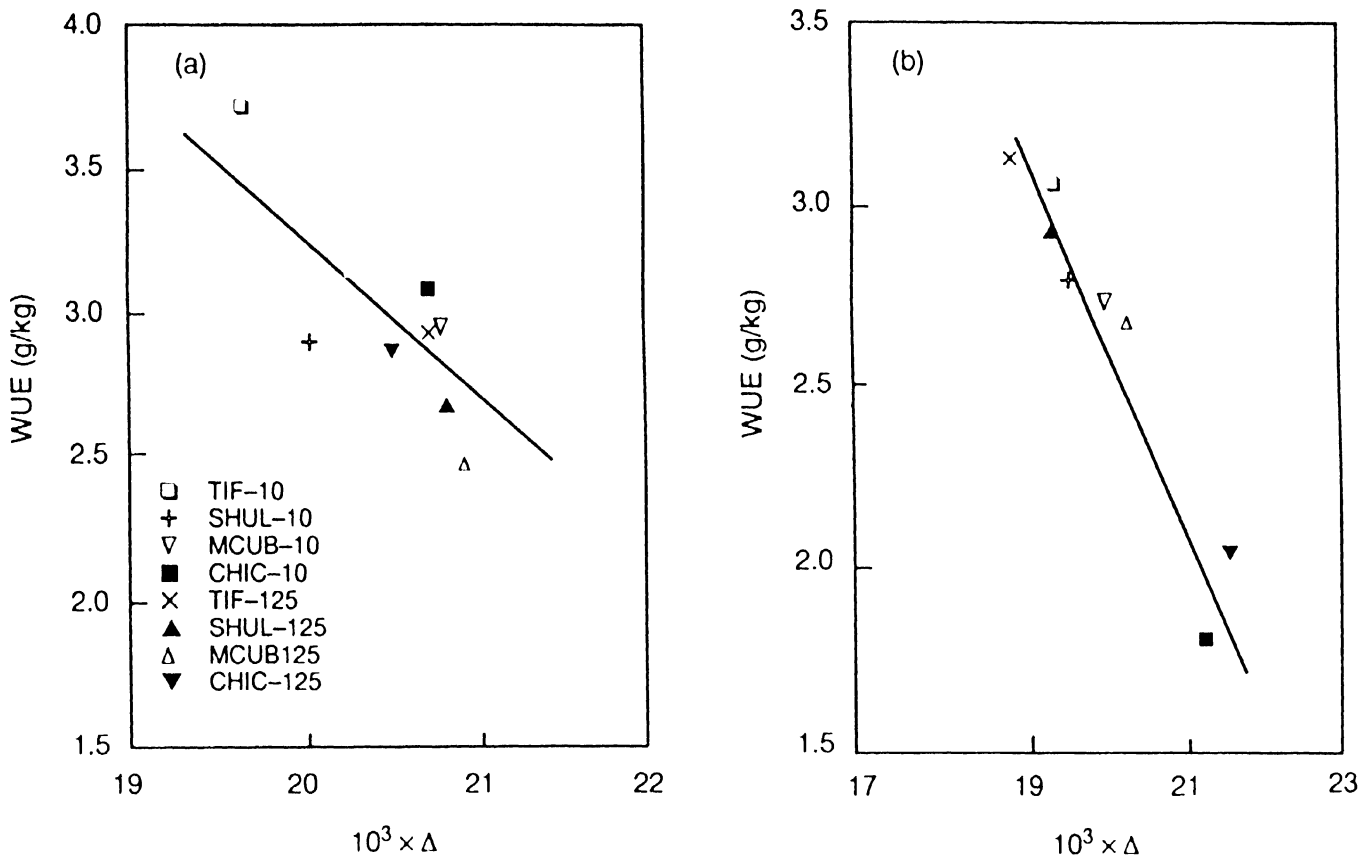 (a)
4.0
3.5
3.0
2.5
2.0
1.5
WUE (g/kg)
TIF–10
SHUL–10
MCUB–10
CHIC–10
TIF–125
SHUL–125
MCUB125
CHIC–125
19 20 21 22
10³ × Δ
(b)
3.5
3.0
2.5
2.0
1.5
WUE (g/kg)
17 19 21 23
10³ × Δ